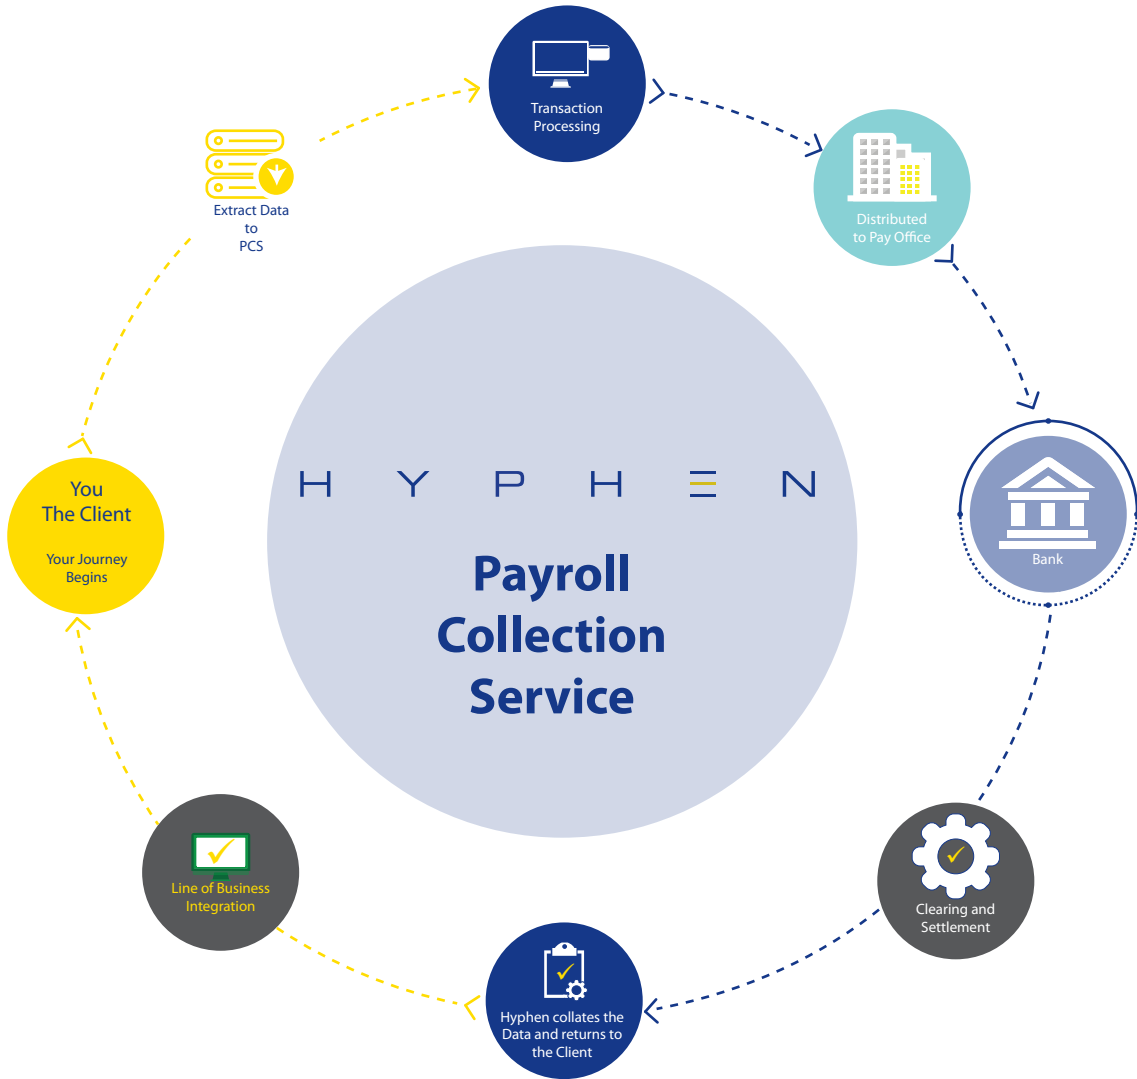 Transaction
Processing
Distributed
to Pay Office
Extract Data
to
PCS
HYPHEN
Payroll
Collection
Service
You
The Client
Your Journey
Begins
Bank
Line of Business
Integration
Clearing and
Settlement
Hyphen collates the
Data and returns to
the Client